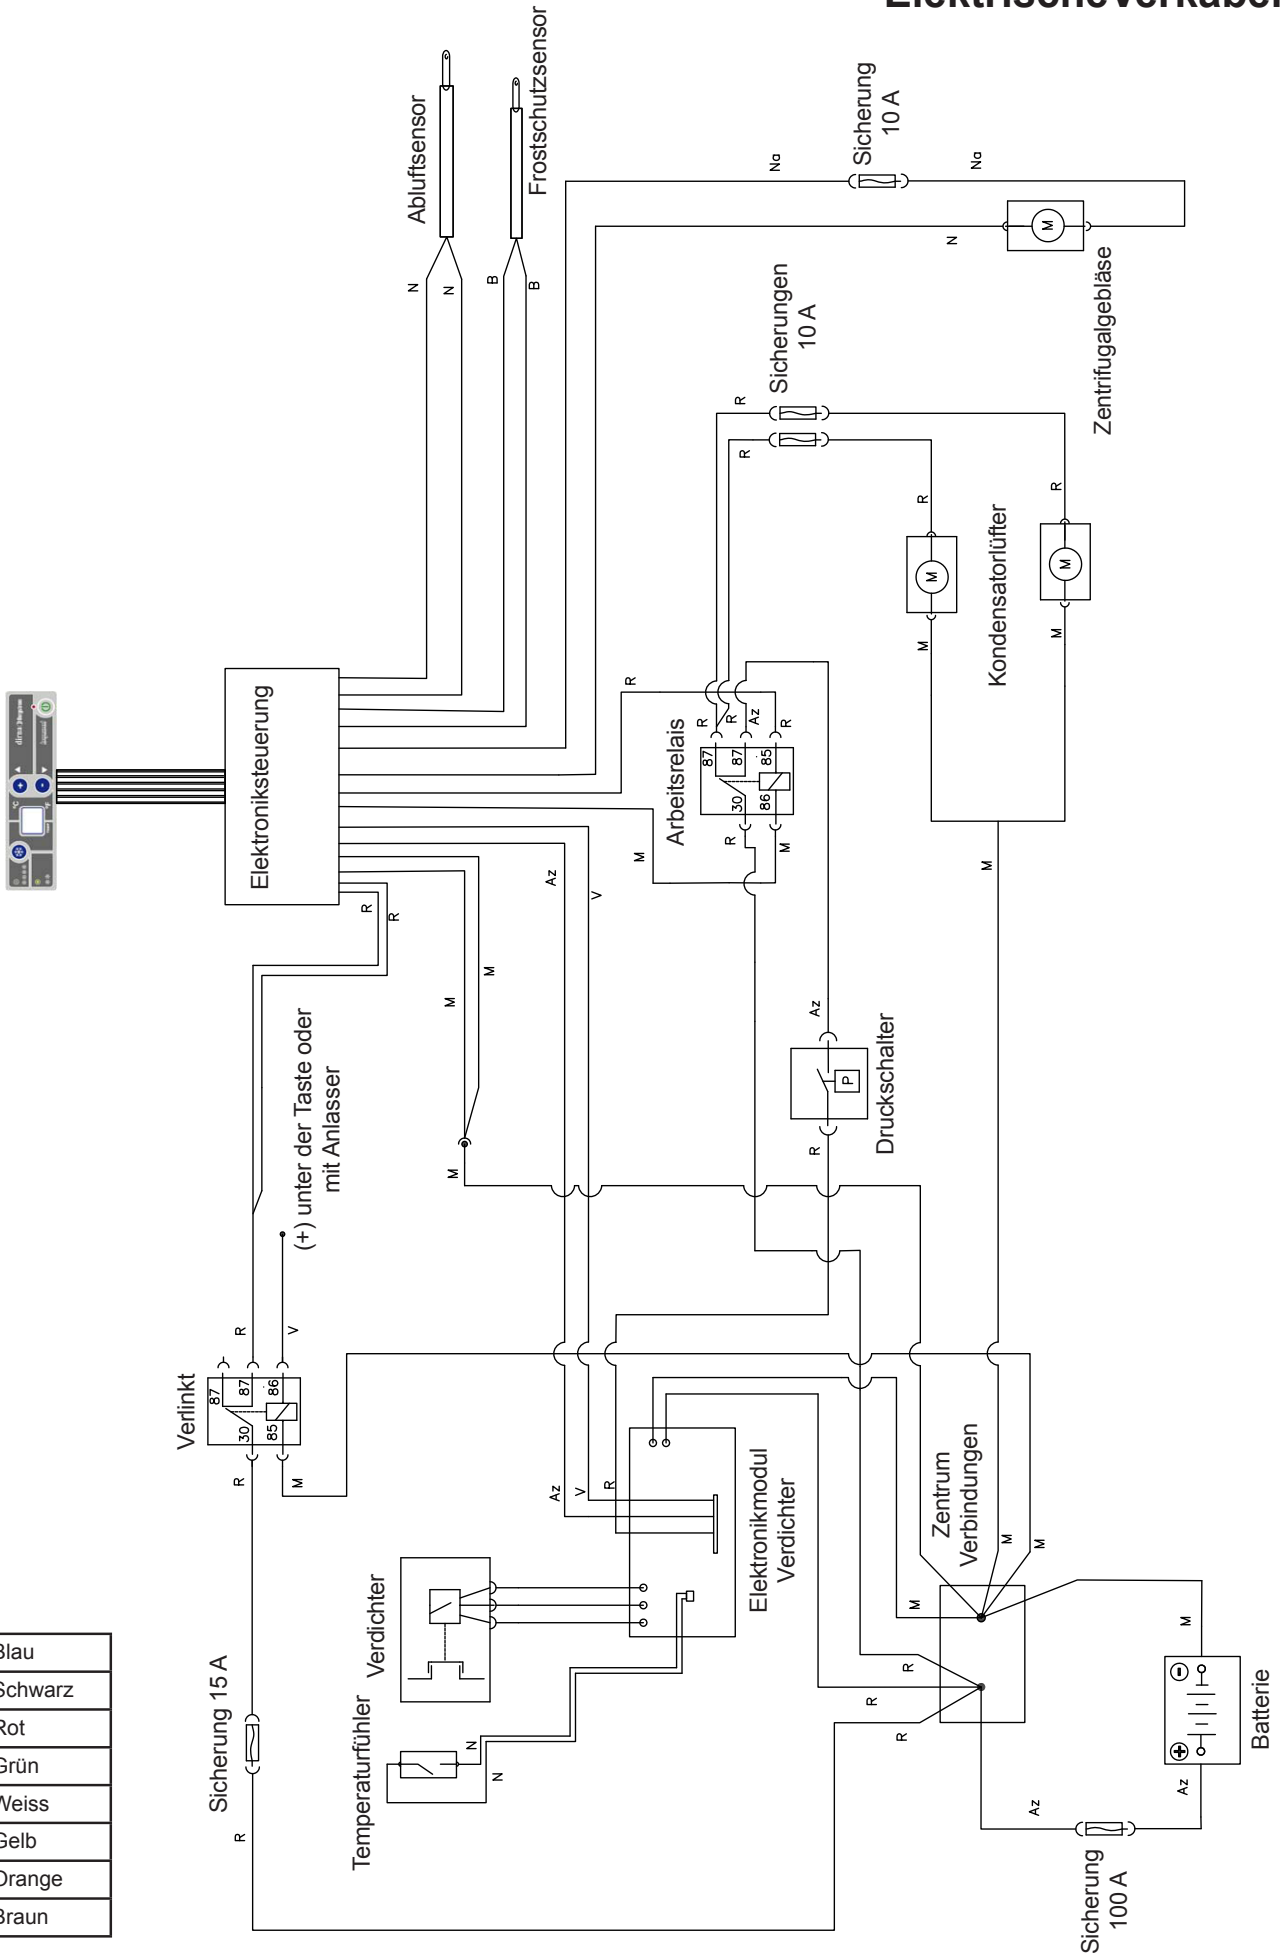 ElektrischeVerkabel
Abluftsensor
Frostschutzsensor
N
N
B
B
Na
Sicherung
10 A
Na
N
M
Zentrifugalgebläse
Sicherungen
10 A
R
R
R
R
M
M
Kondensatorlüfter
M
M
M
Elektroniksteuerung
R
R
M
M
M
Az
V
R
M
Arbeitsrelais
87
87
85
30
86
R
R
Az
R
R
M
Az
P
R
Druckschalter
(+) unter der Taste oder
mit Anlasser
Verlinkt
87
87
86
30
85
R
V
R
M
Az
V
R
Elektronikmodul
Verdichter
Verdichter
Temperaturfühler
N
N
Sicherung 15 A
R
Zentrum
Verbindungen
M
M
M
R
R
R
M
Az
Az
Batterie
Sicherung
100 A
Blau
Schwarz
Rot
Grün
Weiss
Gelb
Orange
Braun